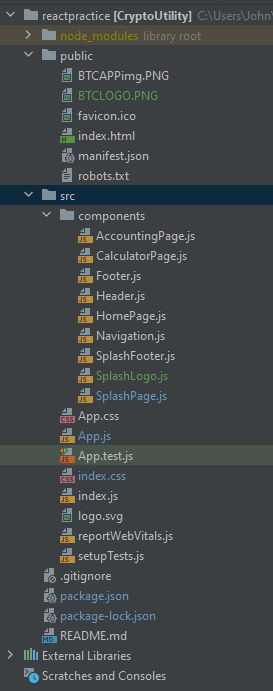 reactpractice [CryptoUtility] C:\Users\John\
node_modules library root
public
BTCAPPimg.PNG
BTCLOGO.PNG
favicon.ico
index.html
manifest.json
robots.txt
src
components
AccountingPage.js
CalculatorPage.js
Footer.js
Header.js
HomePage.js
Navigation.js
SplashFooter.js
SplashLogo.js
SplashPage.js
App.css
App.js
App.test.js
index.css
index.js
logo.svg
reportWebVitals.js
setupTests.js
.gitignore
package.json
package-lock.json
README.md
External Libraries
Scratches and Consoles